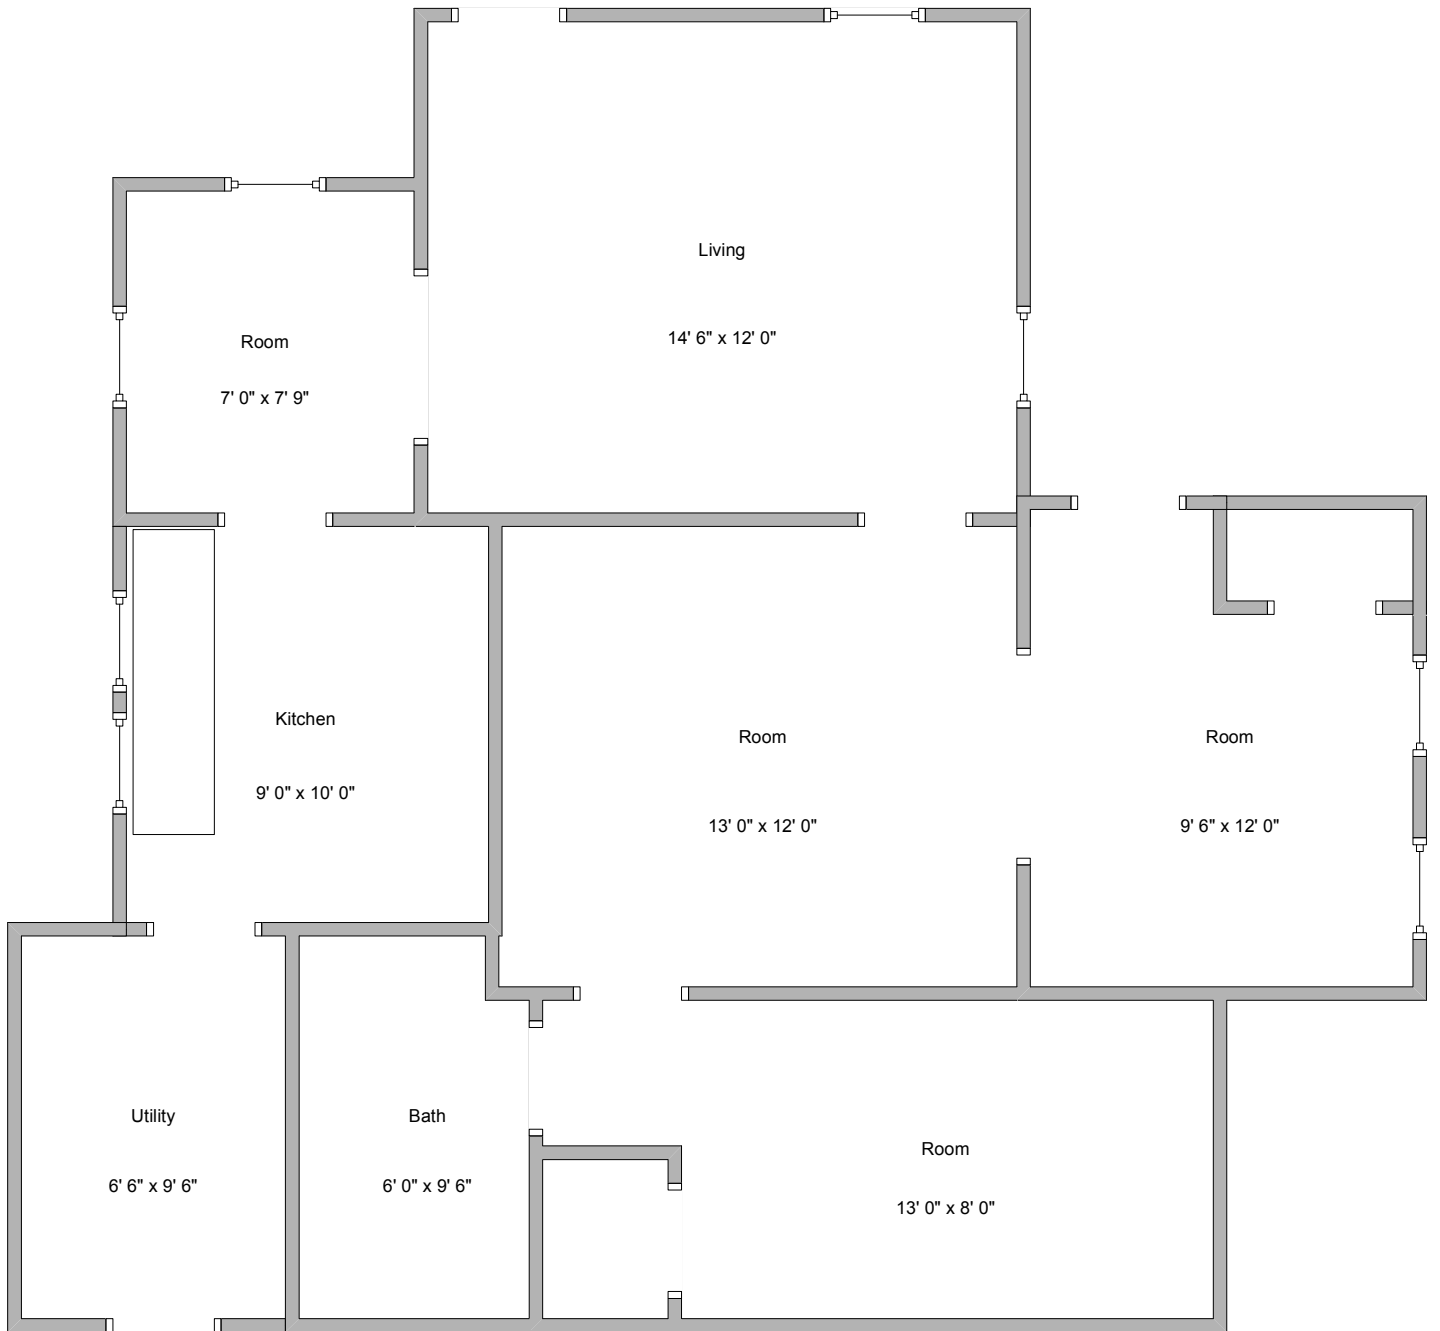 Living
14' 6" x 12' 0"
Room
7' 0" x 7' 9"
Kitchen
9' 0" x 10' 0"
Room
13' 0" x 12' 0"
Room
9' 6" x 12' 0"
Utility
6' 6" x 9' 6"
Bath
6' 0" x 9' 6"
Room
13' 0" x 8' 0"